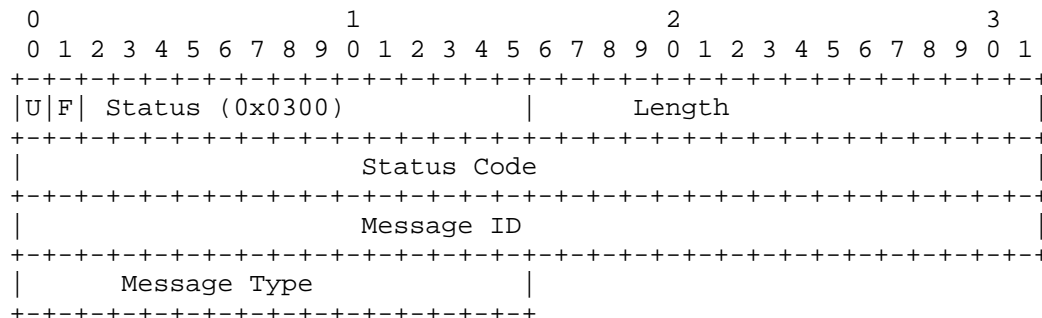 0                   1                   2                   3
 0 1 2 3 4 5 6 7 8 9 0 1 2 3 4 5 6 7 8 9 0 1 2 3 4 5 6 7 8 9 0 1
+-+-+-+-+-+-+-+-+-+-+-+-+-+-+-+-+-+-+-+-+-+-+-+-+-+-+-+-+-+-+-+-+
|U|F| Status (0x0300)           |      Length                   |
+-+-+-+-+-+-+-+-+-+-+-+-+-+-+-+-+-+-+-+-+-+-+-+-+-+-+-+-+-+-+-+-+
|                     Status Code                               |
+-+-+-+-+-+-+-+-+-+-+-+-+-+-+-+-+-+-+-+-+-+-+-+-+-+-+-+-+-+-+-+-+
|                     Message ID                                |
+-+-+-+-+-+-+-+-+-+-+-+-+-+-+-+-+-+-+-+-+-+-+-+-+-+-+-+-+-+-+-+-+
|      Message Type             |
+-+-+-+-+-+-+-+-+-+-+-+-+-+-+-+-+